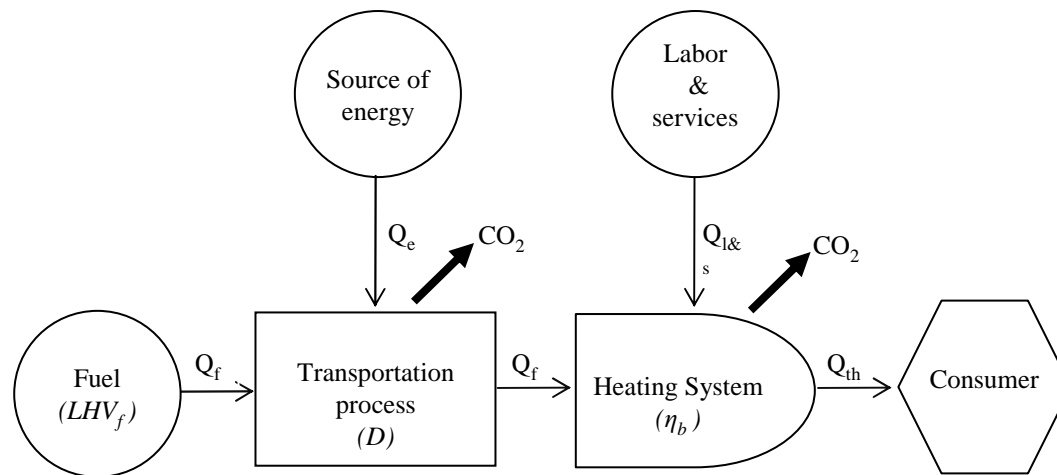 Source of
energy
Labor
&
services
Qe
CO2
Ql&
s
CO2
Fuel
(LHVf)
Qf
Transportation
process
(D)
Qf
Heating System
(ηb)
Qth
Consumer